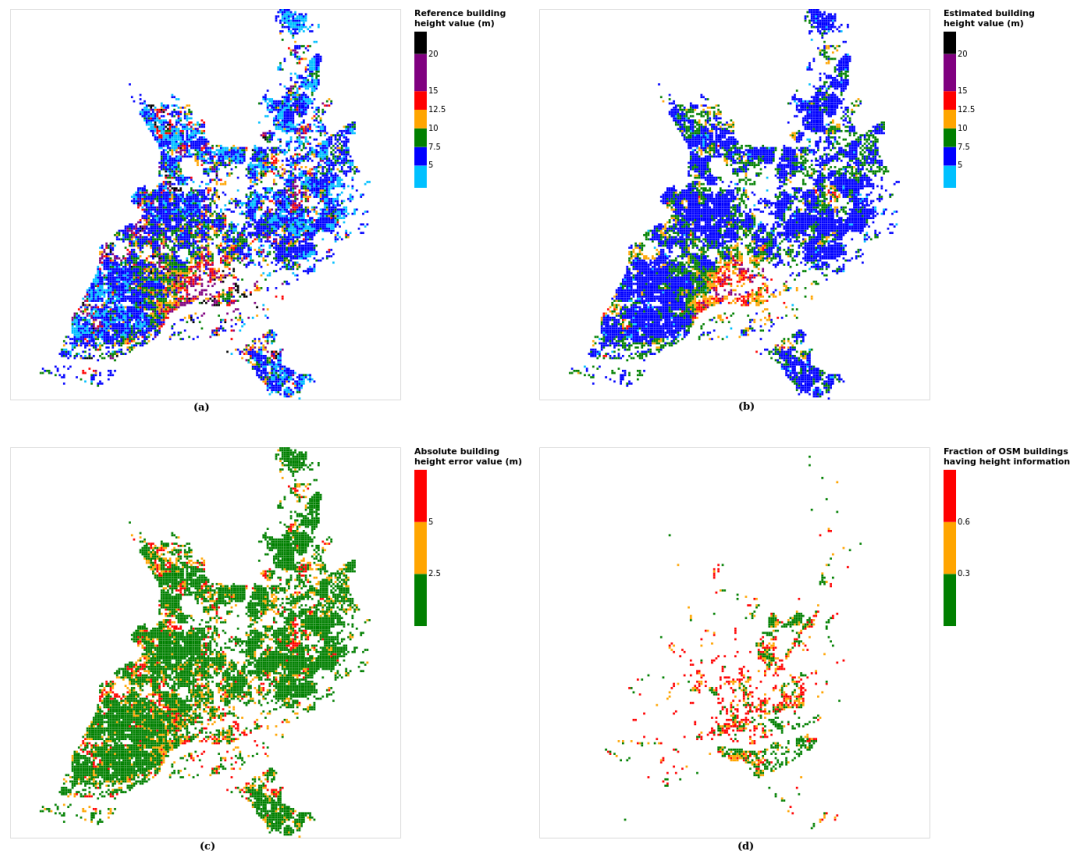 Reference building
height value (m)
20
15
12.5
10
7.5
5
(a)
Estimated building
height value (m)
20
15
12.5
10
7.5
5
(b)
Absolute building
height error value (m)
5
2.5
(c)
Fraction of OSM buildings
having height information
0.6
0.3
(d)